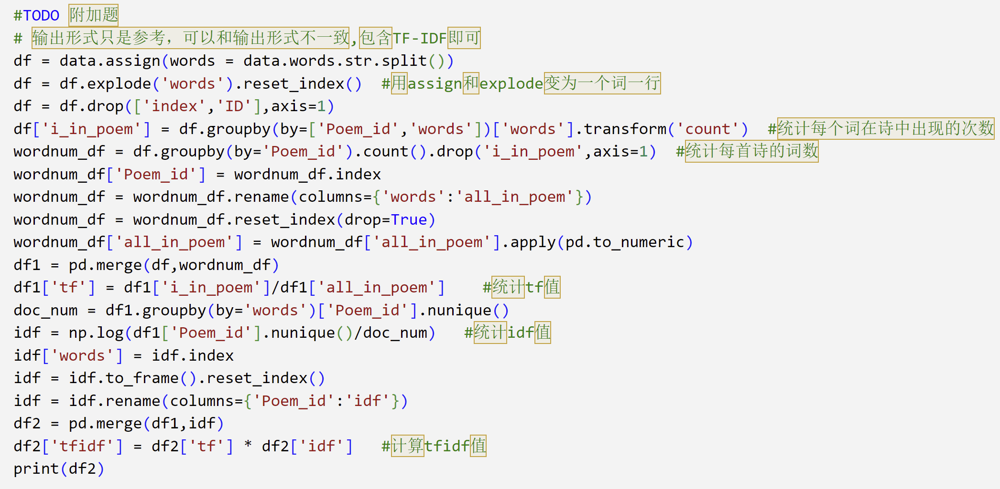 #TODO 附加题
# 输出形式只是参考，可以和输出形式不一致,包含TF-IDF即可
df = data.assign(words = data.words.str.split())
df = df.explode('words').reset_index()  #用assign和explode变为一个词一行
df = df.drop(['index','ID'],axis=1)
df['i_in_poem'] = df.groupby(by=['Poem_id','words'])['words'].transform('count')  #统计每个词在诗中出现的次数
wordnum_df = df.groupby(by='Poem_id').count().drop('i_in_poem',axis=1)  #统计每首诗的词数
wordnum_df['Poem_id'] = wordnum_df.index
wordnum_df = wordnum_df.rename(columns={'words':'all_in_poem'})
wordnum_df = wordnum_df.reset_index(drop=True)
wordnum_df['all_in_poem'] = wordnum_df['all_in_poem'].apply(pd.to_numeric)
df1 = pd.merge(df,wordnum_df)
df1['tf'] = df1['i_in_poem']/df1['all_in_poem']    #统计tf值
doc_num = df1.groupby(by='words')['Poem_id'].nunique()
idf = np.log(df1['Poem_id'].nunique()/doc_num)   #统计idf值
idf['words'] = idf.index
idf = idf.to_frame().reset_index()
idf = idf.rename(columns={'Poem_id':'idf'})
df2 = pd.merge(df1,idf)
df2['tfidf'] = df2['tf'] * df2['idf']   #计算tfidf值
print(df2)